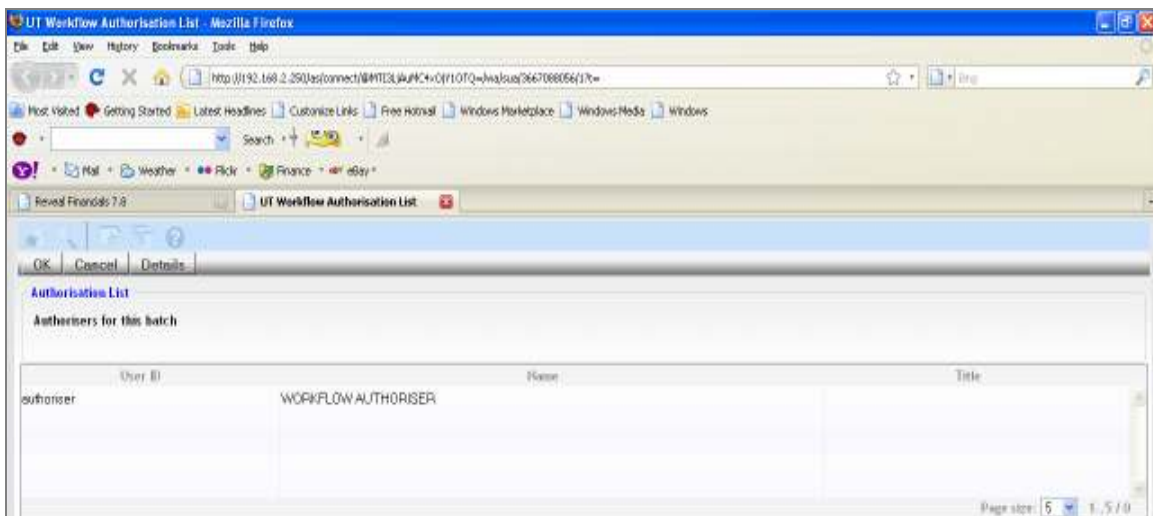 UT Workflow Authorisation List - Mozilla Firefox
File Edit View History Bookmarks Tools Help
Most Visited Getting Started Latest Headlines Customize Links Free Hotmail Windows Marketplace Windows Media Windows
Search
Y! Mail Weather Flickr Finance eBay
Reveal Financials 7.8 UT Workflow Authorisation List
OK Cancel Details
Authorisation List
Authorisers for this batch
User ID Name Title
authoriser WORKFLOW AUTHORISER
Page size: 5 1..5 / 0